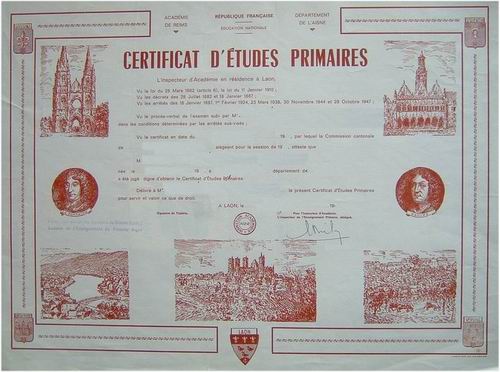 ACADÉMIE
DE REIMS
RÉPUBLIQUE FRANÇAISE
ÉDUCATION NATIONALE
DÉPARTEMENT
DE L'AISNE
CERTIFICAT D'ÉTUDES PRIMAIRES
L'Inspecteur d'Académie en résidence à Laon,
Vu la loi du 28 Mars 1882 (article 6), la loi du 11 Janvier 1910 ;
Vu les décrets des 28 Juillet 1882 et 18 Janvier 1887 ;
Vu les arrêtés des 18 Janvier 1887, 1er Février 1924, 23 Mars 1938, 30 Novembre 1944 et 20 Octobre 1947 ;
Vu le procès-verbal de l'examen subi par M
dans les conditions déterminées par les arrêtés sus-visés ;
Vu le certificat en date du 19 , par lequel la Commission cantonale
de siégeant pour la session de 19 , atteste que
M
née le 19 , à département de
a été jugé digne d'obtenir le Certificat d'Études
Délivré à M le présent Certificat d'Études Primaires
pour servir et valoir ce que de droit.
A LAON, le 19
Signature du Titulaire,
Pour l'Inspecteur d'Académie,
L'Inspecteur de l'Enseignement Primaire, délégué,
LAON